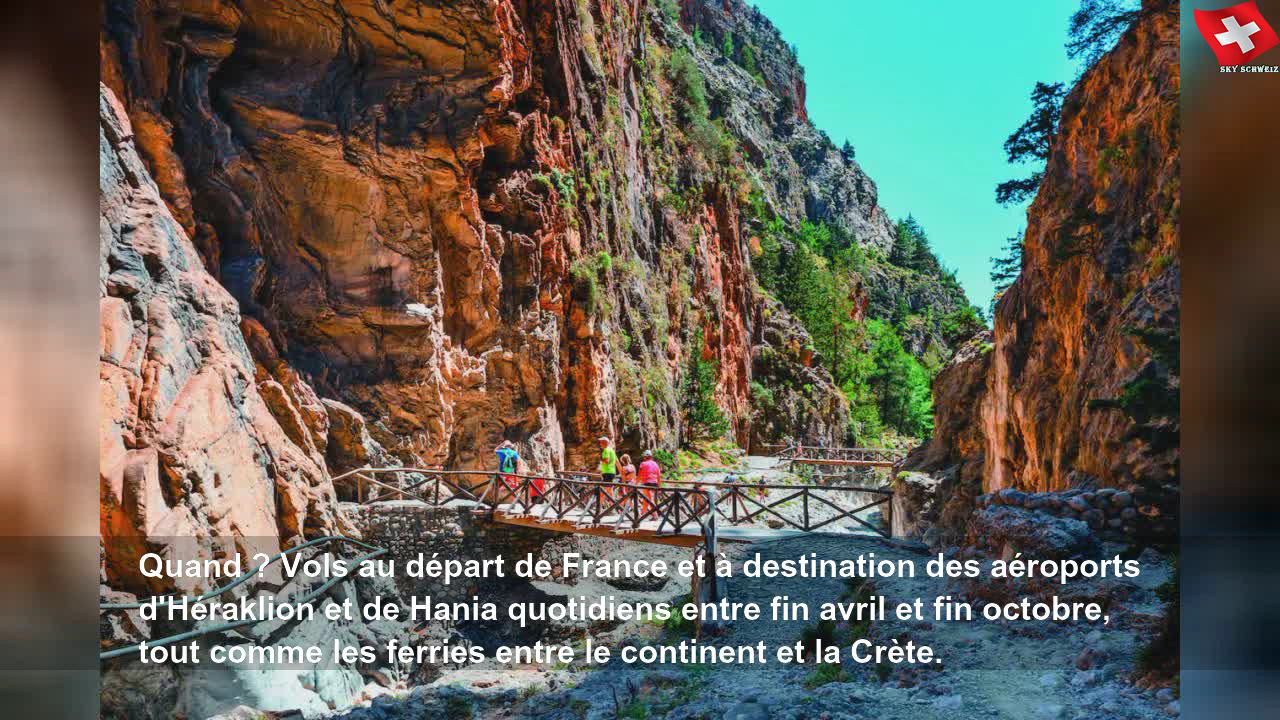 SKY SCHWEIZ
Quand ? Vols au départ de France et à destination des aéroports
d'Héraklion et de Hania quotidiens entre fin avril et fin octobre,
tout comme les ferries entre le continent et la Crète.